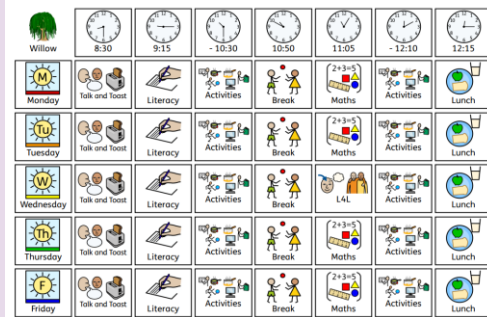 Willow 8:30 9:15 - 10:30 10:50 11:05 - 12:10 12:15
M Tu W Th F
2+3=5
Monday Talk and Toast Literacy Activities Break Maths Activities Lunch
2+3=5
Tuesday Talk and Toast Literacy Activities Break Maths Activities Lunch
Wednesday Talk and Toast Literacy Activities Break L4L Activities Lunch
2+3=5
Thursday Talk and Toast Literacy Activities Break Maths Activities Lunch
2+3=5
Friday Talk and Toast Literacy Activities Break Maths Activities Lunch